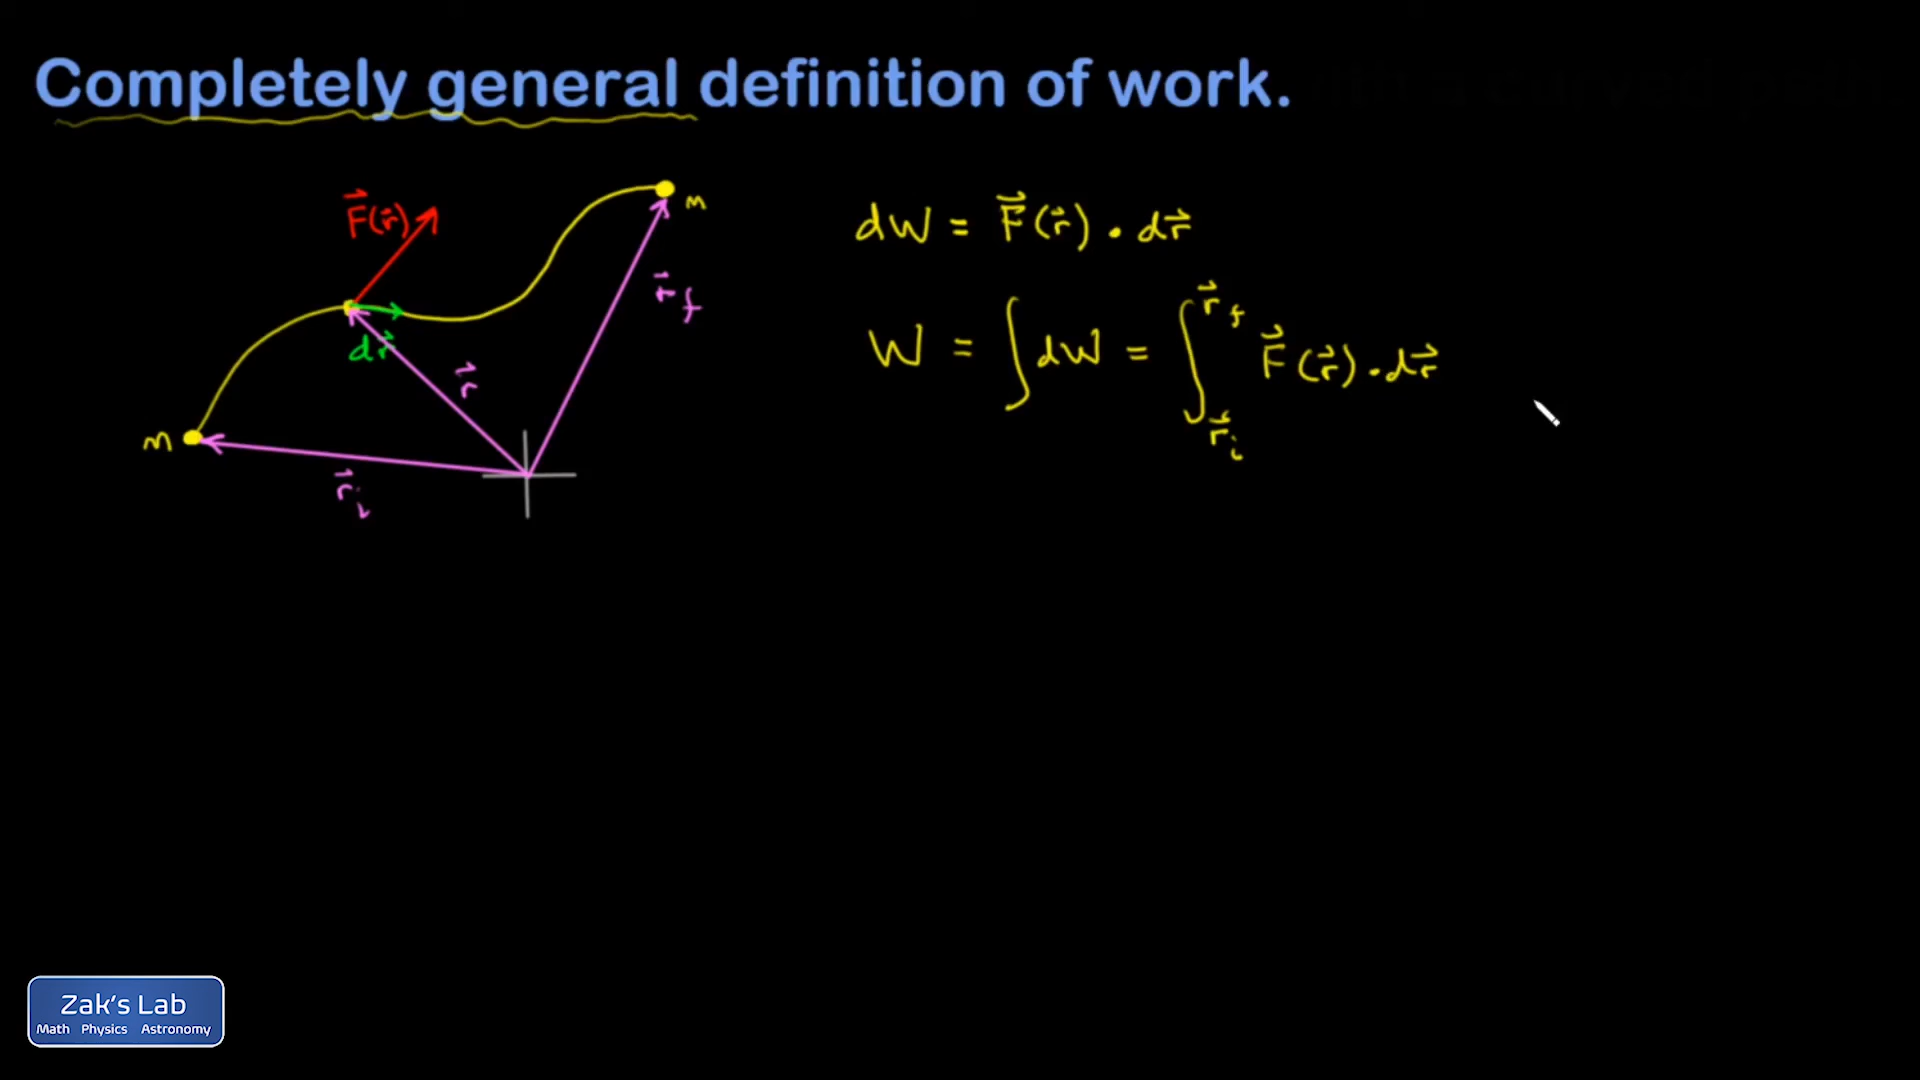 Completely general definition of work.
F⃗(r⃗)
m
dW = F⃗(r⃗) · dr⃗
r⃗f
dr⃗
r⃗
W = ∫dW = ∫r⃗i r⃗f F⃗(r⃗) · dr⃗
m
r⃗i
Zak's Lab
Math Physics Astronomy